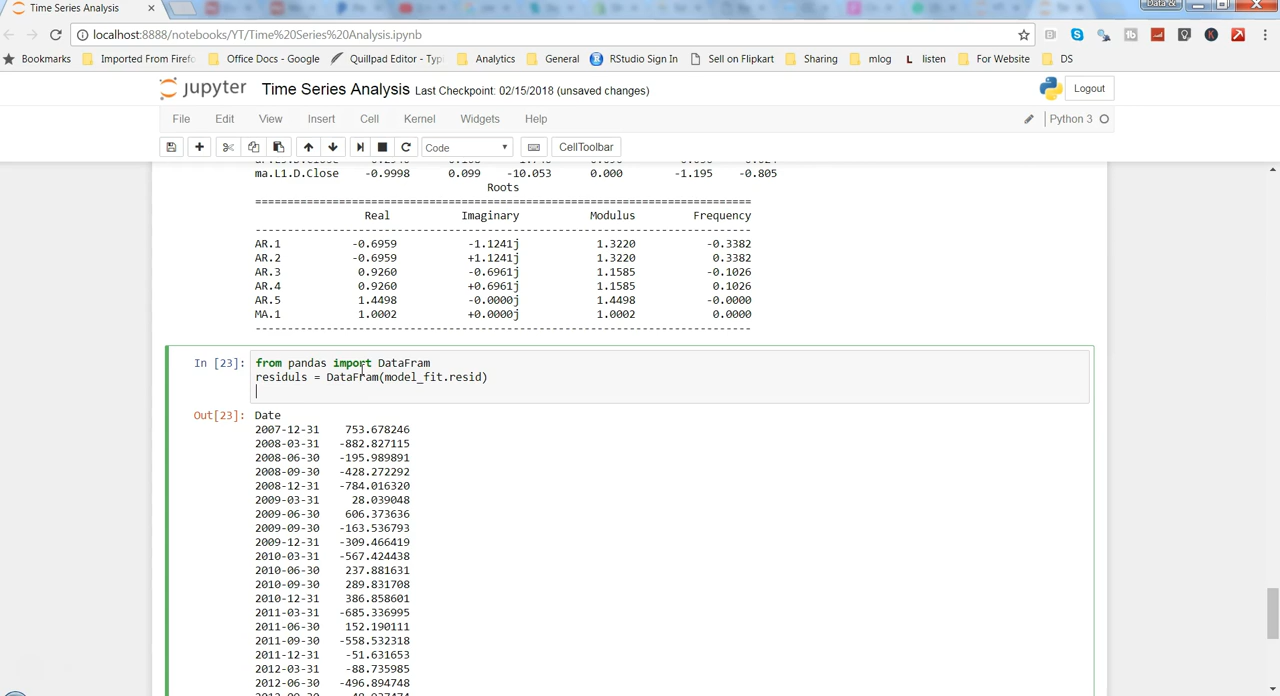 Time Series Analysis
Data &
localhost:8888/notebooks/YT/Time%20Series%20Analysis.ipynb
Bookmarks Imported From Firefo Office Docs - Google Quillpad Editor - Typi Analytics General RStudio Sign In Sell on Flipkart Sharing mlog L listen For Website DS
jupyter Time Series Analysis Last Checkpoint: 02/15/2018 (unsaved changes) Logout
File Edit View Insert Cell Kernel Widgets Help Python 3
Code CellToolbar
ma.L1.D.Close -0.9998 0.099 -10.053 0.000 -1.195 -0.805
Roots
=============================================================================
Real Imaginary Modulus Frequency
-----------------------------------------------------------------------------
AR.1 -0.6959 -1.1241j 1.3220 -0.3382
AR.2 -0.6959 +1.1241j 1.3220 0.3382
AR.3 0.9260 -0.6961j 1.1585 -0.1026
AR.4 0.9260 +0.6961j 1.1585 0.1026
AR.5 1.4498 -0.0000j 1.4498 -0.0000
MA.1 1.0002 +0.0000j 1.0002 0.0000
-----------------------------------------------------------------------------
In [23]: from pandas import DataFram
residuls = DataFram(model_fit.resid)
Out[23]: Date
2007-12-31 753.678246
2008-03-31 -882.827115
2008-06-30 -195.989891
2008-09-30 -428.272292
2008-12-31 -784.016320
2009-03-31 28.039048
2009-06-30 606.373636
2009-09-30 -163.536793
2009-12-31 -309.466419
2010-03-31 -567.424438
2010-06-30 237.881631
2010-09-30 289.831708
2010-12-31 386.858601
2011-03-31 -685.336995
2011-06-30 152.190111
2011-09-30 -558.532318
2011-12-31 -51.631653
2012-03-31 -88.735985
2012-06-30 -496.894748